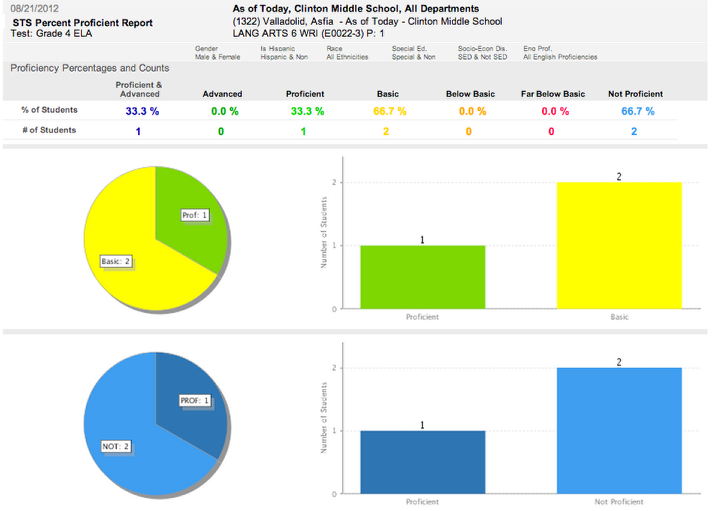 08/21/2012
As of Today, Clinton Middle School, All Departments
STS Percent Proficient Report
(1322) Valladolid, Asfia - As of Today - Clinton Middle School
Test: Grade 4 ELA
LANG ARTS 6 WRI (E0022-3) P: 1
Gender Is Hispanic Race Special Ed. Socio-Econ Dis. Eno Prof.
Male & Female Hispanic & Non All Ethnicities Special & Non SED & Not SED All English Proficiencies
Proficiency Percentages and Counts
Proficient & Advanced Advanced Proficient Basic Below Basic Far Below Basic Not Proficient
% of Students 33.3 % 0.0 % 33.3 % 66.7 % 0.0 % 0.0 % 66.7 %
# of Students 1 0 1 2 0 0 2
Prof: 1
Basic: 2
Number of Students
2
1
0
1
2
Proficient Basic
PROF: 1
NOT: 2
Number of Students
2
1
0
1
2
Proficient Not Proficient